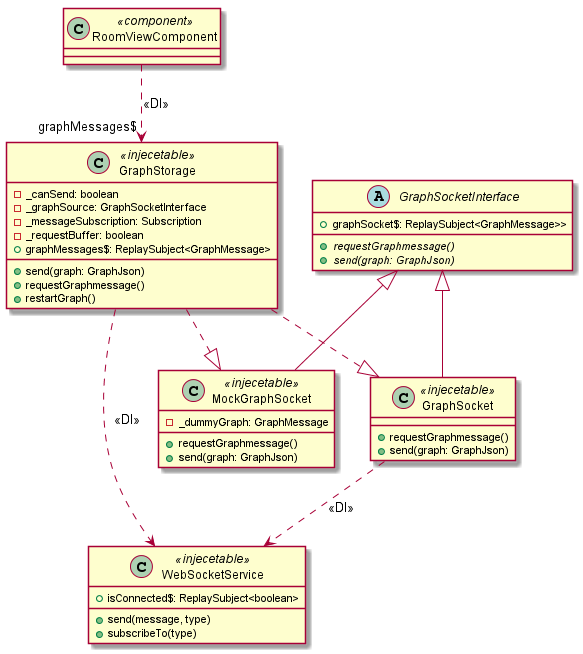 C
«component»
RoomViewComponent
«DI»
graphMessages$
C
«injecetable»
GraphStorage
_canSend: boolean
_graphSource: GraphSocketInterface
_messageSubscription: Subscription
_requestBuffer: boolean
graphMessages$: ReplaySubject<GraphMessage>
send(graph: GraphJson)
requestGraphmessage()
restartGraph()
A
GraphSocketInterface
graphSocket$: ReplaySubject<GraphMessage>>
requestGraphmessage()
send(graph: GraphJson)
C
«injecetable»
MockGraphSocket
_dummyGraph: GraphMessage
requestGraphmessage()
send(graph: GraphJson)
C
«injecetable»
GraphSocket
requestGraphmessage()
send(graph: GraphJson)
«DI»
«DI»
C
«injecetable»
WebSocketService
isConnected$: ReplaySubject<boolean>
send(message, type)
subscribeTo(type)